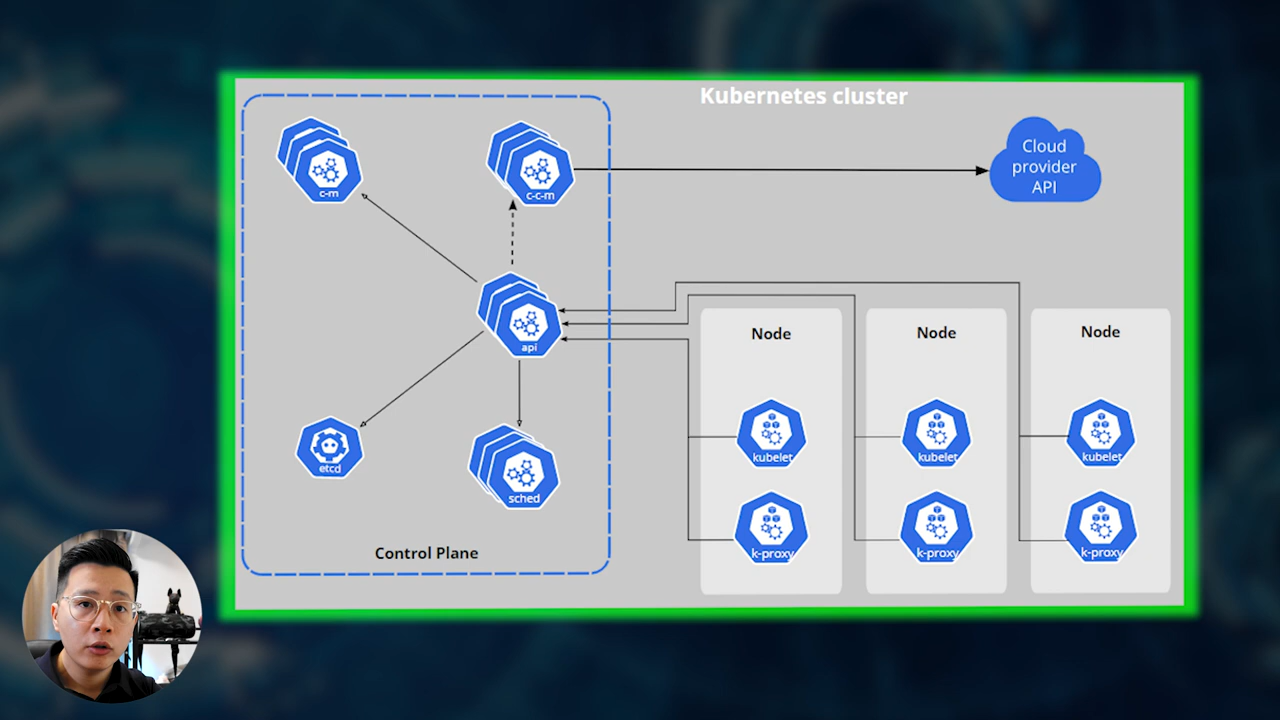 Kubernetes cluster
c-m
c-c-m
Cloud
provider
API
api
Node
Node
Node
etcd
sched
kubelet
kubelet
kubelet
k-proxy
k-proxy
k-proxy
Control Plane